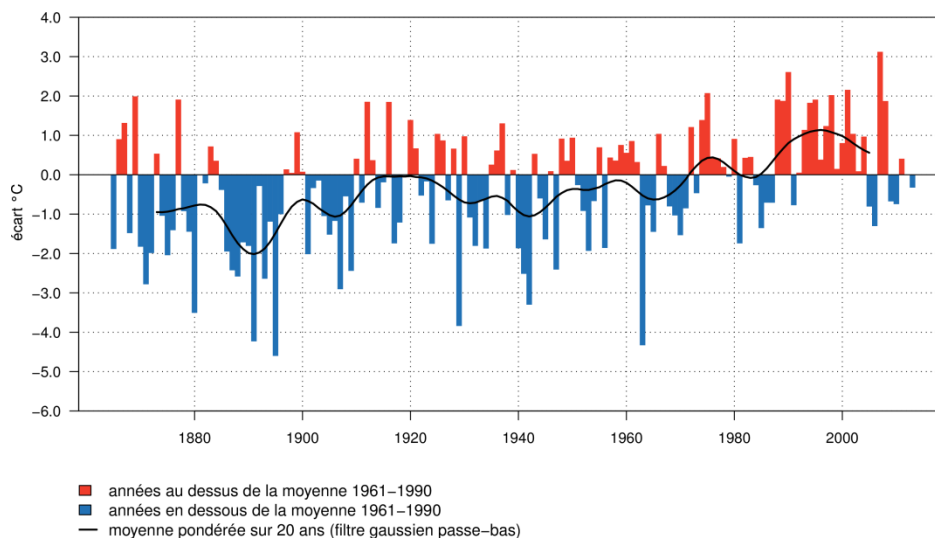 4.0
3.0
2.0
1.0
0.0
−1.0
−2.0
−3.0
−4.0
−5.0
−6.0
écart °C
1880 1900 1920 1940 1960 1980 2000
années au dessus de la moyenne 1961−1990
années en dessous de la moyenne 1961−1990
moyenne pondérée sur 20 ans (filtre gaussien passe−bas)